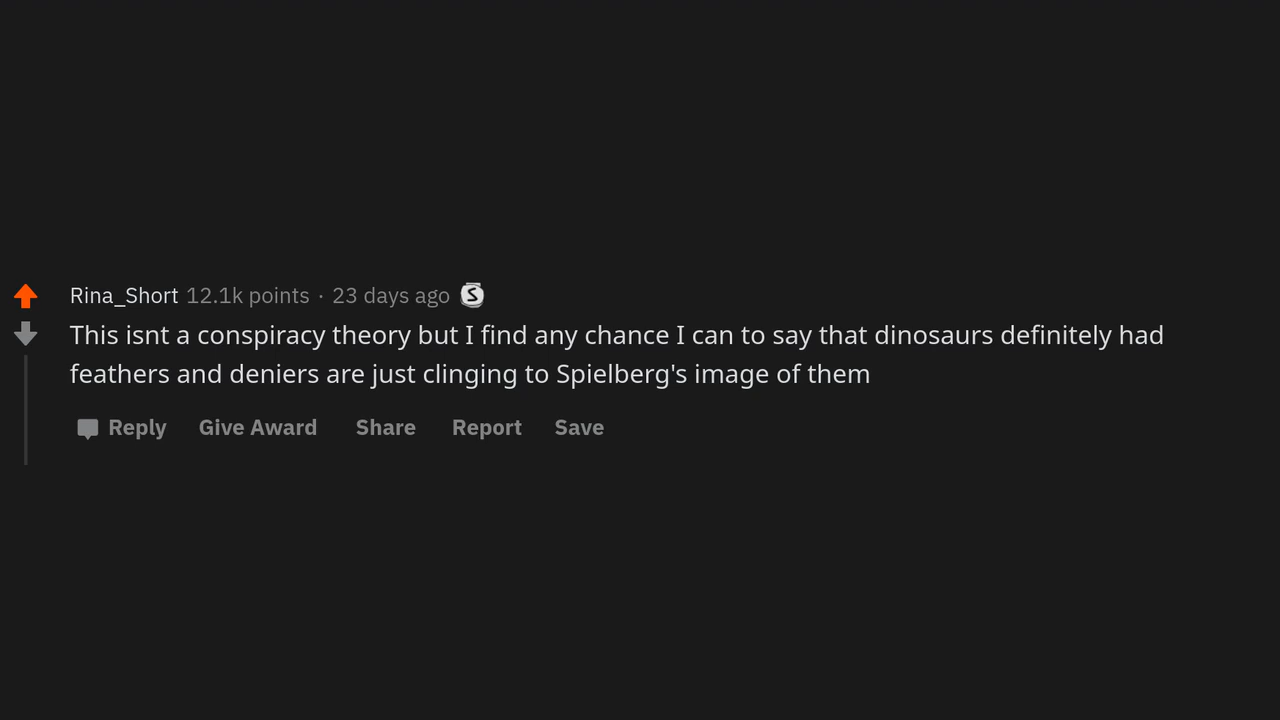 Rina_Short 12.1k points · 23 days ago S
This isnt a conspiracy theory but I find any chance I can to say that dinosaurs definitely had
feathers and deniers are just clinging to Spielberg's image of them
Reply Give Award Share Report Save